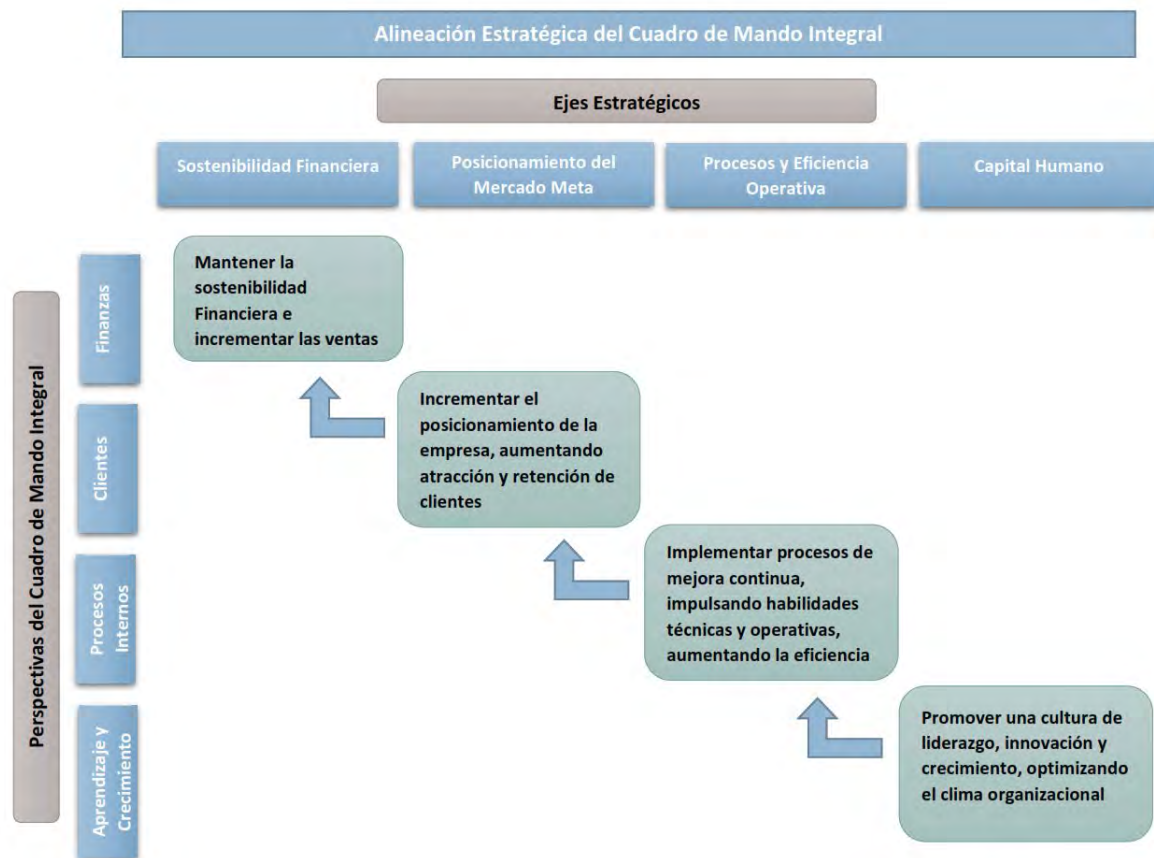 Alineación Estratégica del Cuadro de Mando Integral
Ejes Estratégicos
Sostenibilidad Financiera
Posicionamiento del
Mercado Meta
Procesos y Eficiencia
Operativa
Capital Humano
Perspectivas del Cuadro de Mando Integral
Finanzas
Mantener la
sostenibilidad
Financiera e
incrementar las ventas
Clientes
Incrementar el
posicionamiento de la
empresa, aumentando
atracción y retención de
clientes
Procesos
Internos
Implementar procesos de
mejora continua,
impulsando habilidades
técnicas y operativas,
aumentando la eficiencia
Aprendizaje y
Crecimiento
Promover una cultura de
liderazgo, innovación y
crecimiento, optimizando
el clima organizacional